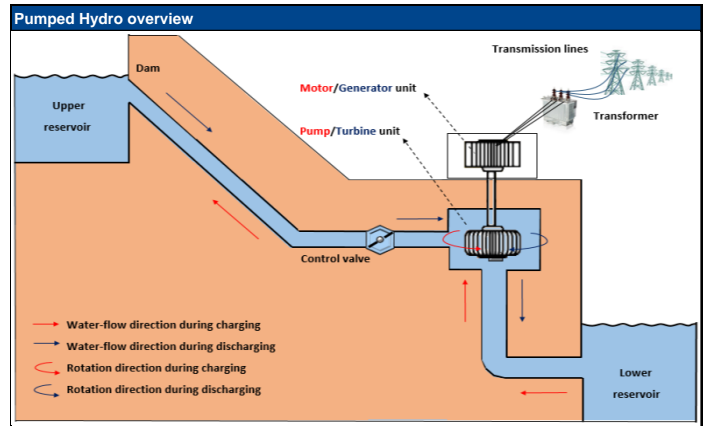 Pumped Hydro overview
Transmission lines
Dam
Motor/Generator unit
Upper
reservoir
Transformer
Pump/Turbine unit
Control valve
Water-flow direction during charging
Water-flow direction during discharging
Rotation direction during charging
Rotation direction during discharging
Lower
reservoir